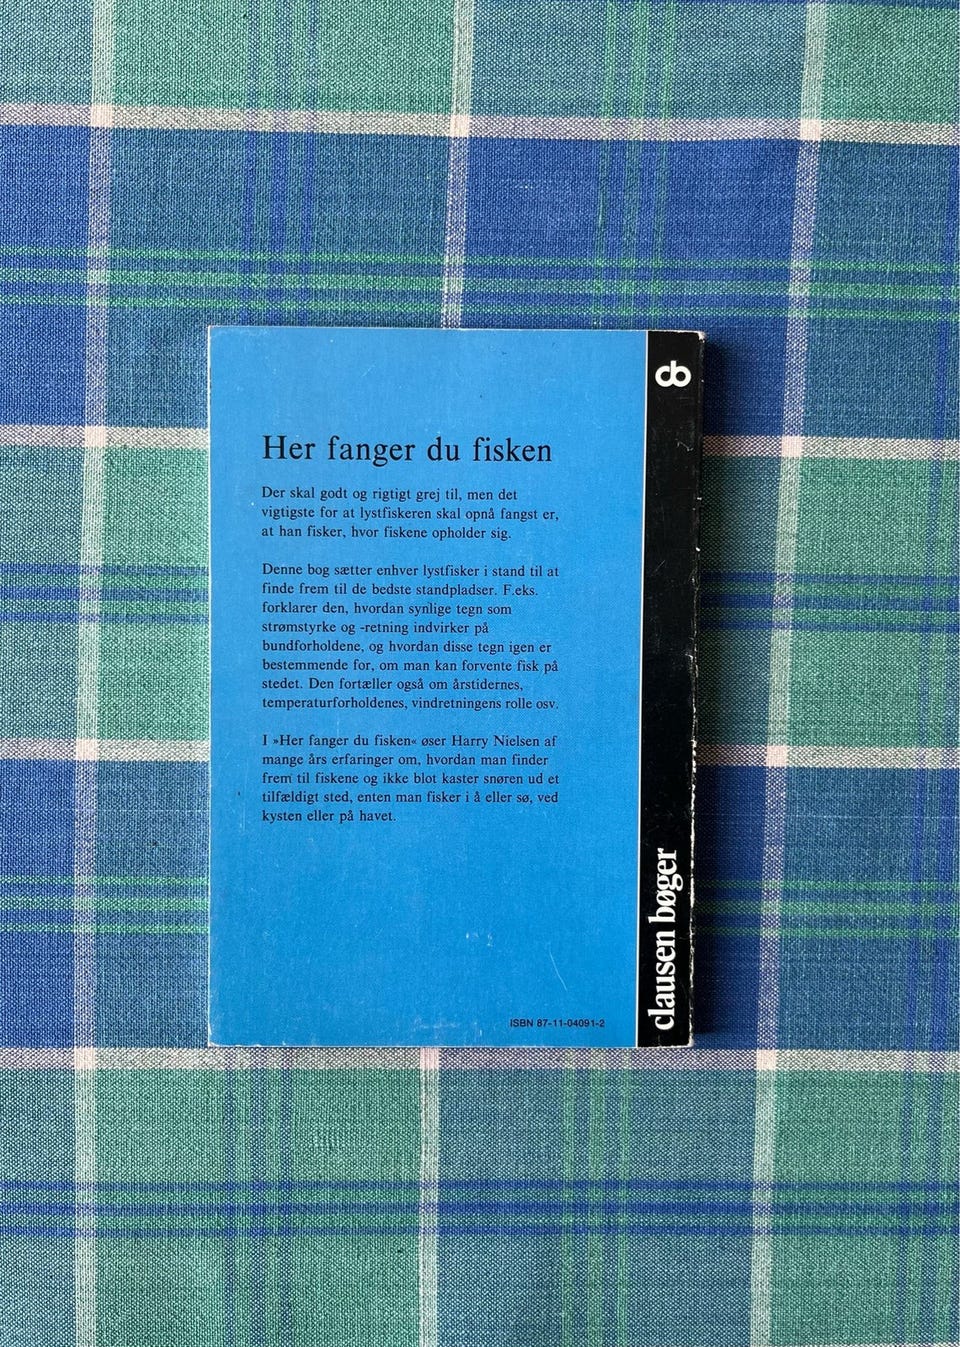 Her fanger du fisken
Der skal godt og rigtigt grej til, men det
vigtigste for at lystfiskeren skal opnå fangst er,
at han fisker, hvor fiskene opholder sig.
Denne bog sætter enhver lystfisker i stand til at
finde frem til de bedste standpladser. F.eks.
forklarer den, hvordan synlige tegn som
strømstyrke og -retning indvirker på
bundforholdene, og hvordan disse tegn igen er
bestemmende for, om man kan forvente fisk på
stedet. Den fortæller også om årstidernes,
temperaturforholdenes, vindretningens rolle osv.
I »Her fanger du fisken« øser Harry Nielsen af
mange års erfaringer om, hvordan man finder
frem til fiskene og ikke blot kaster snøren ud et
tilfældigt sted, enten man fisker i å eller sø, ved
kysten eller på havet.
ISBN 87-11-04091-2
cb
clausen bøger